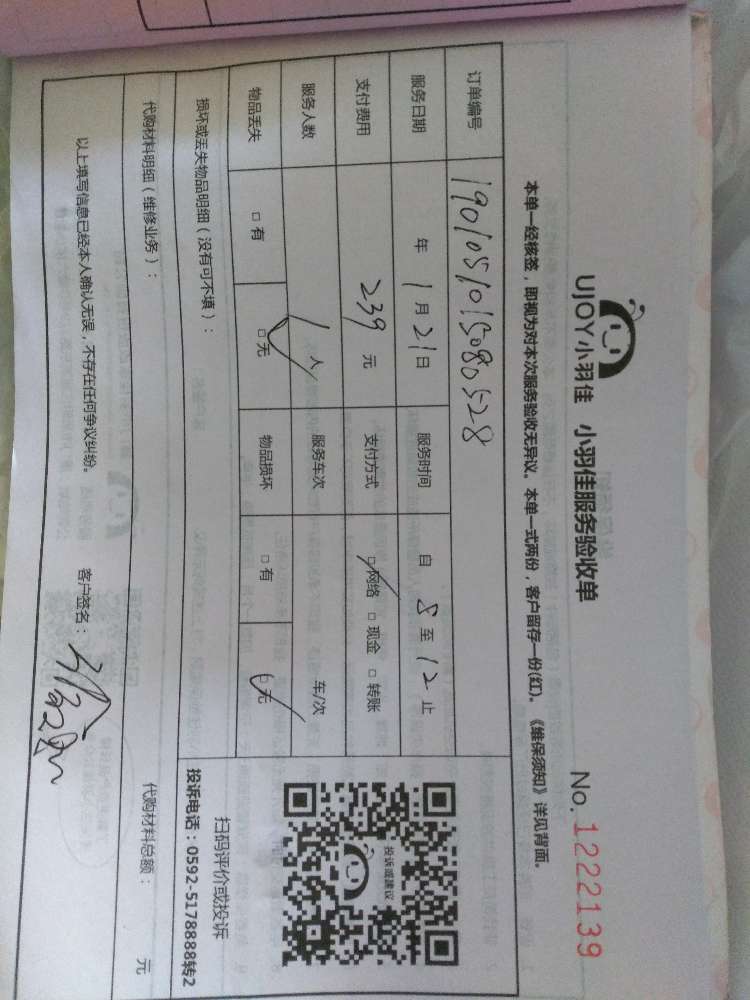 UJOY小羽佳 小羽佳服务验收单
No. 1222139
本单一经核签，即视为对本次服务验收无异议。本单一式两份，客户留存一份(红)。《维保须知》详见背面。
订单编号 1901051015080528
服务日期 年 1 月 21 日 服务时间 自 8 至 12 止
支付费用 239 元 支付方式 □ 网络 □ 现金 □ 转账
服务人数 1 人 服务车次 车/次
物品丢失 □ 有 □ 无 物品损坏 □ 有 □ 无
投诉或建议
扫码评价或投诉
投诉电话：0592-5178888转2
损坏或丢失物品明细（没有可不填）：
代购材料明细（维修业务）： 代购材料总额： 元
以上填写信息已经本人确认无误，不存在任何争议纠纷。 客户签名：